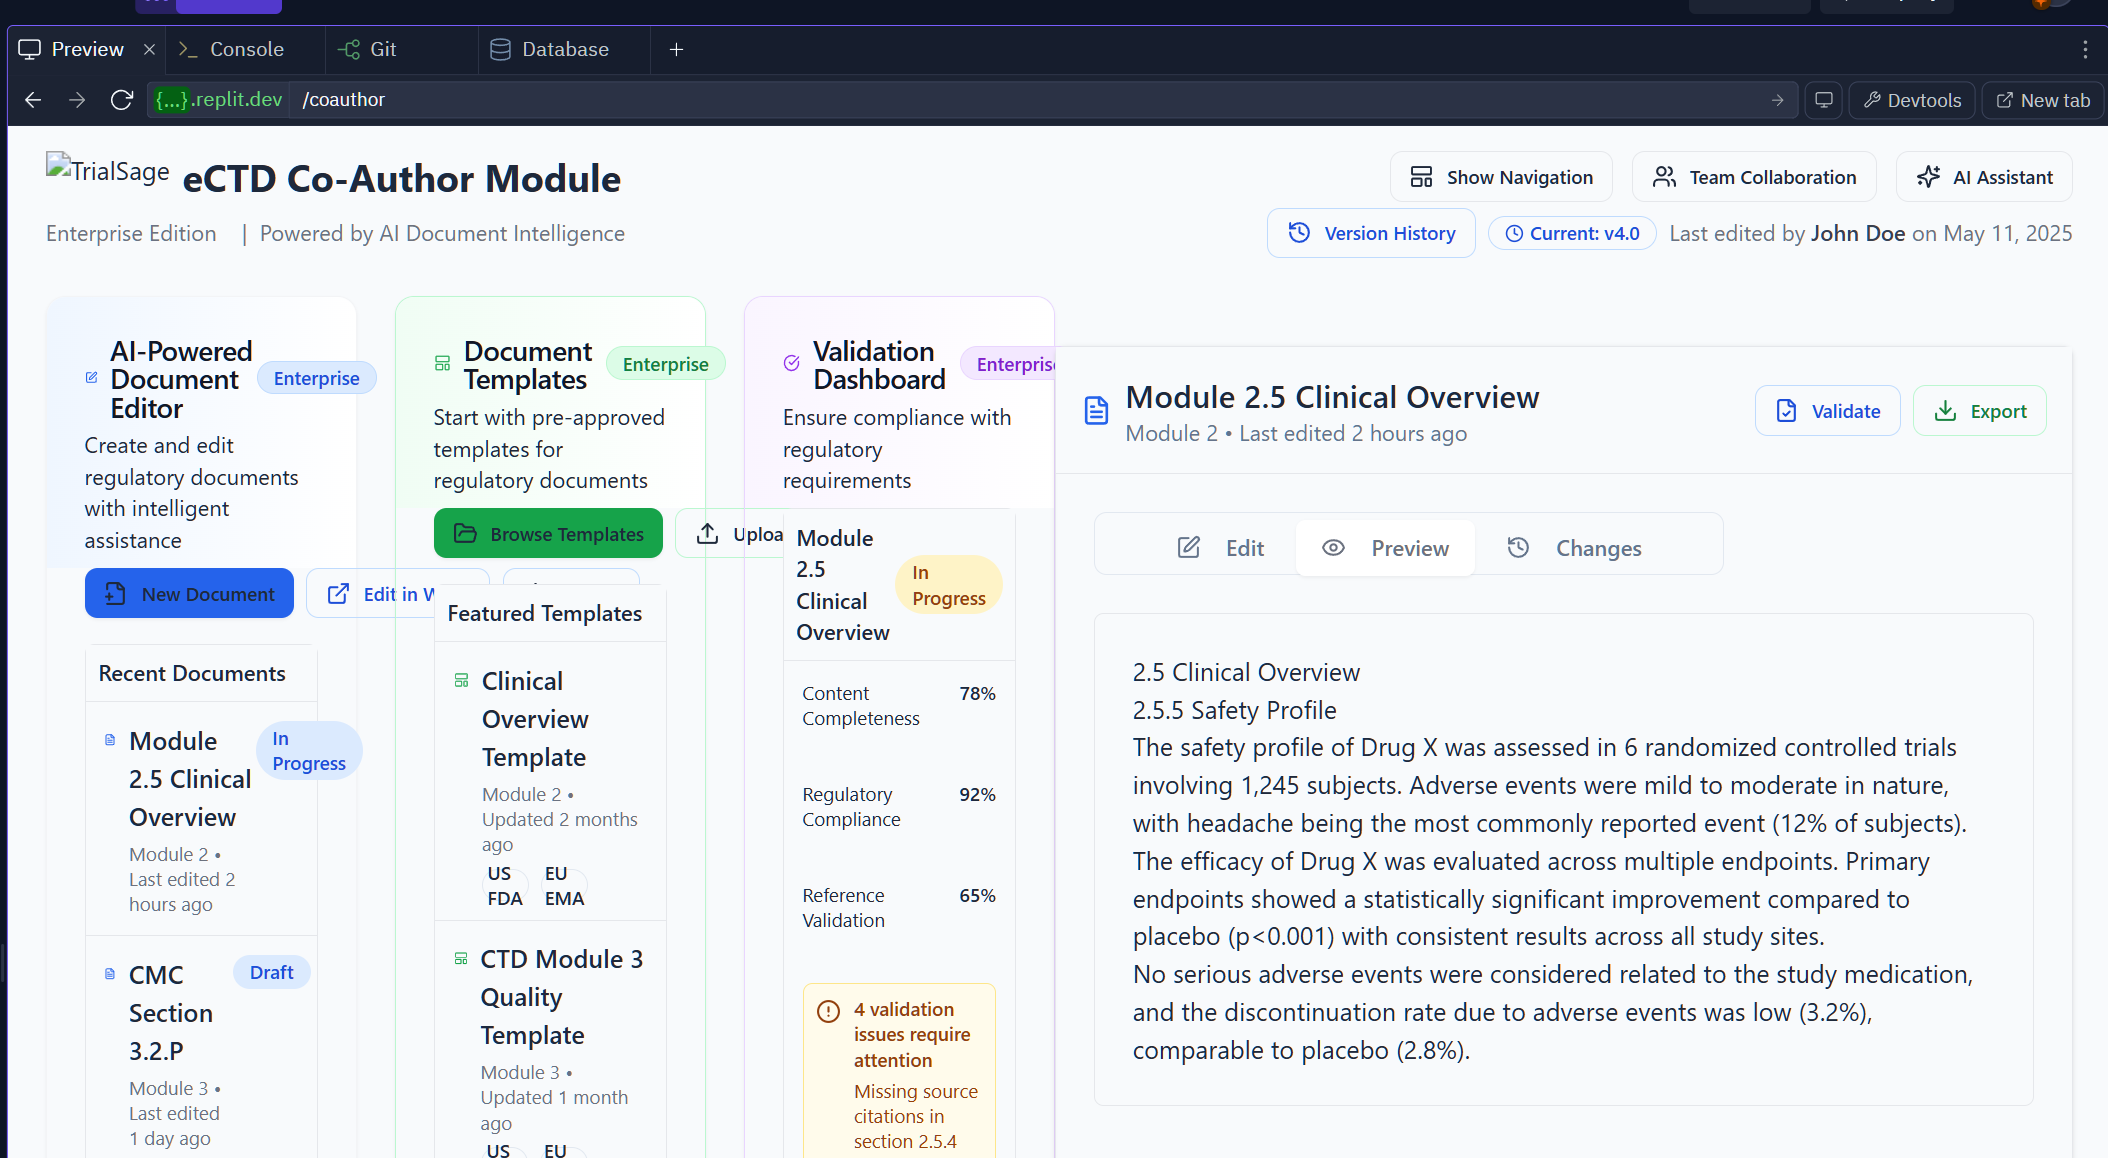 Preview
Console
Git
Database
{...}.replit.dev /coauthor
Devtools
New tab
TrialSage
eCTD Co-Author Module
Enterprise Edition | Powered by AI Document Intelligence
Show Navigation
Team Collaboration
AI Assistant
Version History
Current: v4.0
Last edited by John Doe on May 11, 2025
AI-Powered
Document
Editor
Enterprise
Create and edit
regulatory documents
with intelligent
assistance
New Document
Edit in W
Recent Documents
Module
2.5 Clinical
Overview
In
Progress
Module 2 •
Last edited 2
hours ago
CMC
Section
3.2.P
Draft
Module 3 •
Last edited
1 day ago
Document
Templates
Enterprise
Start with pre-approved
templates for
regulatory documents
Browse Templates
Uploa
Featured Templates
Clinical
Overview
Template
Module 2 •
Updated 2 months
ago
US
FDA
EU
EMA
CTD Module 3
Quality
Template
Module 3 •
Updated 1 month
ago
US
EU
Validation
Dashboard
Enterpris
Ensure compliance with
regulatory
requirements
Module
2.5
Clinical
Overview
In
Progress
Content
Completeness
78%
Regulatory
Compliance
92%
Reference
Validation
65%
4 validation
issues require
attention
Missing source
citations in
section 2.5.4
Module 2.5 Clinical Overview
Module 2 • Last edited 2 hours ago
Validate
Export
Edit
Preview
Changes
2.5 Clinical Overview
2.5.5 Safety Profile
The safety profile of Drug X was assessed in 6 randomized controlled trials
involving 1,245 subjects. Adverse events were mild to moderate in nature,
with headache being the most commonly reported event (12% of subjects).
The efficacy of Drug X was evaluated across multiple endpoints. Primary
endpoints showed a statistically significant improvement compared to
placebo (p<0.001) with consistent results across all study sites.
No serious adverse events were considered related to the study medication,
and the discontinuation rate due to adverse events was low (3.2%),
comparable to placebo (2.8%).